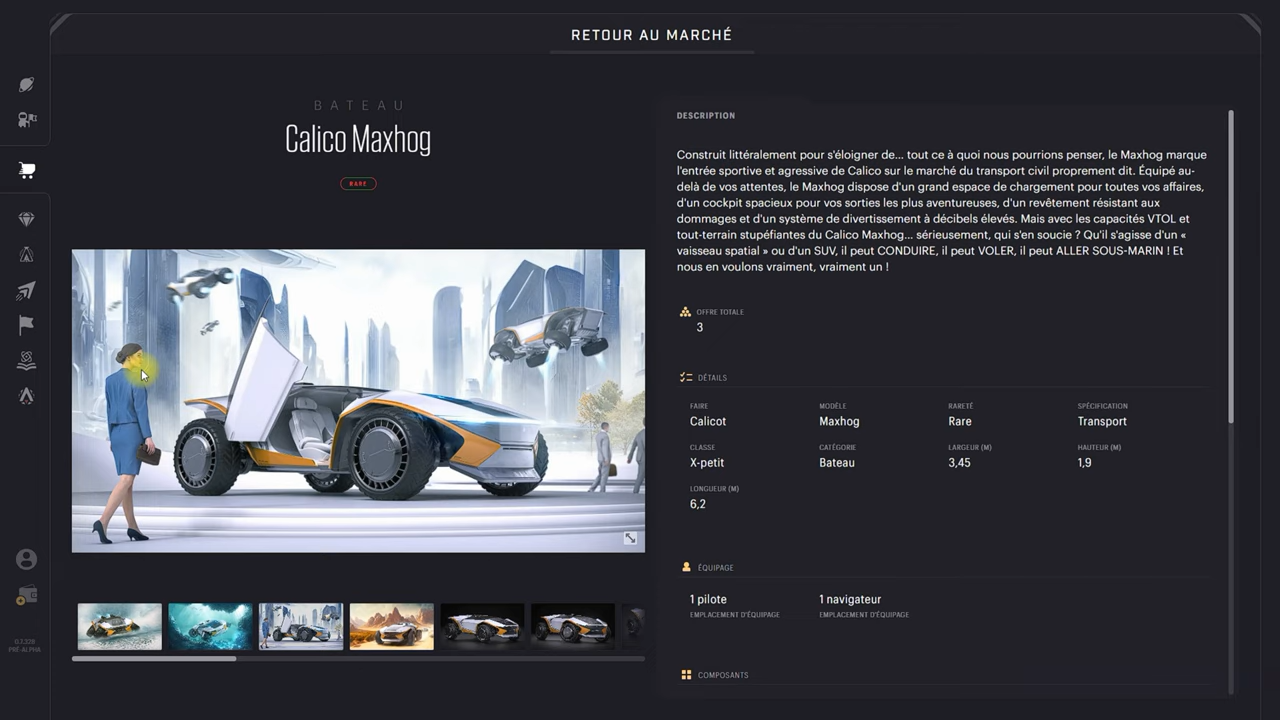 RETOUR AU MARCHÉ
BATEAU
Calico Maxhog
RARE
DESCRIPTION
Construit littéralement pour s'éloigner de... tout ce à quoi nous pourrions penser, le Maxhog marque
l'entrée sportive et agressive de Calico sur le marché du transport civil proprement dit. Équipé au-
delà de vos attentes, le Maxhog dispose d'un grand espace de chargement pour toutes vos affaires,
d'un cockpit spacieux pour vos sorties les plus aventureuses, d'un revêtement résistant aux
dommages et d'un système de divertissement à décibels élevés. Mais avec les capacités VTOL et
tout-terrain stupéfiantes du Calico Maxhog... sérieusement, qui s'en soucie ? Qu'il s'agisse d'un «
vaisseau spatial » ou d'un SUV, il peut CONDUIRE, il peut VOLER, il peut ALLER SOUS-MARIN ! Et
nous en voulons vraiment, vraiment un !
OFFRE TOTALE
3
DÉTAILS
FAIRE MODÈLE RARETÉ SPÉCIFICATION
Calicot Maxhog Rare Transport
CLASSE CATÉGORIE LARGEUR (M) HAUTEUR (M)
X-petit Bateau 3,45 1,9
LONGUEUR (M)
6,2
ÉQUIPAGE
1 pilote 1 navigateur
EMPLACEMENT D'ÉQUIPAGE EMPLACEMENT D'ÉQUIPAGE
COMPOSANTS
0.7.328
PRÉ-ALPHA